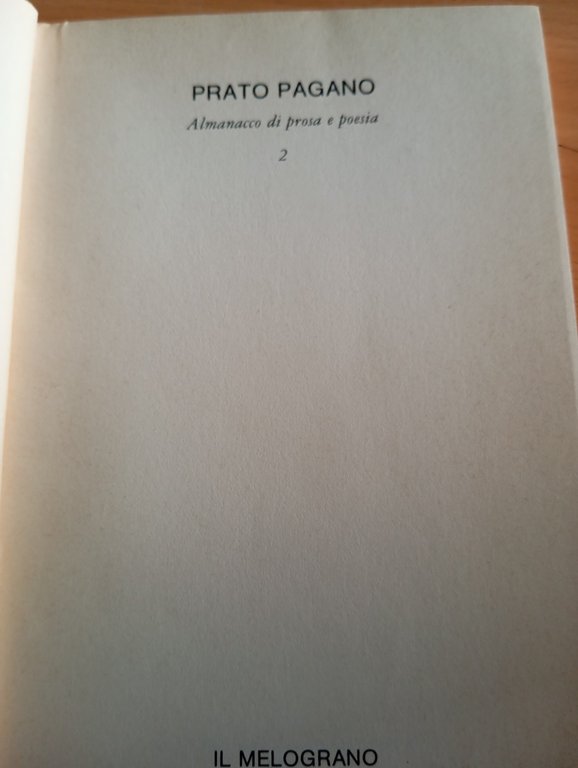 PRATO PAGANO
Almanacco di prosa e poesia
2
IL MELOGRANO